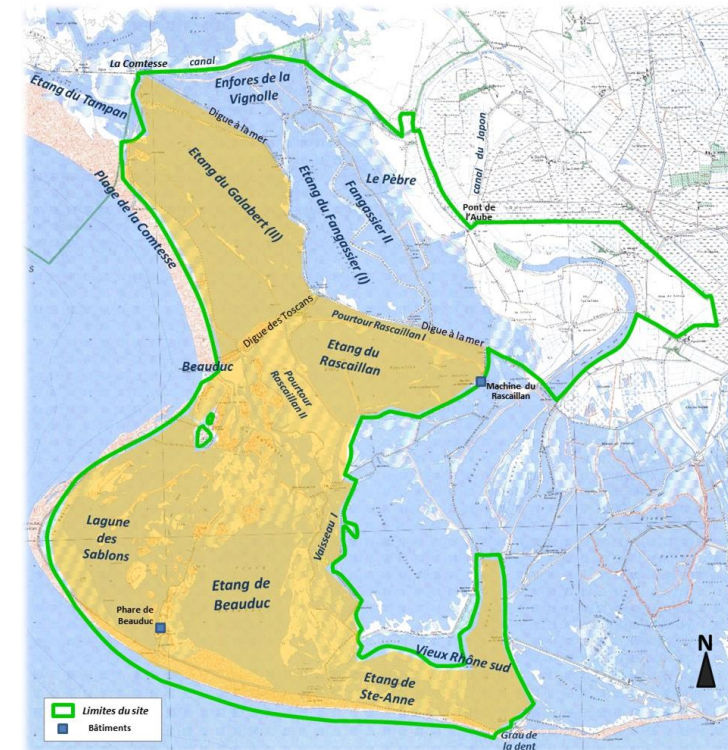 La Comtesse
canal
Enfores de la
Vignolle
Etang du Tampan
Digue à la mer
Etang du Galabert (II)
Le Pèbre
canal du Japon
Fangassier II
Etang du Fangassier (I)
Plage de la Comtesse
Pont de
l'Aube
Digue des Toscans
Pourtour Rascaillan I
Digue à la mer
Etang du
Rascaillan
Beauduc
Pourtour
Rascaillan II
Machine du
Rascaillan
Lagune
des
Sablons
Vaisseau I
Etang de
Beauduc
Phare de
Beauduc
Vieux Rhône sud
N
Etang de
Ste-Anne
Limites du site
Bâtiments
Grau de
la dent